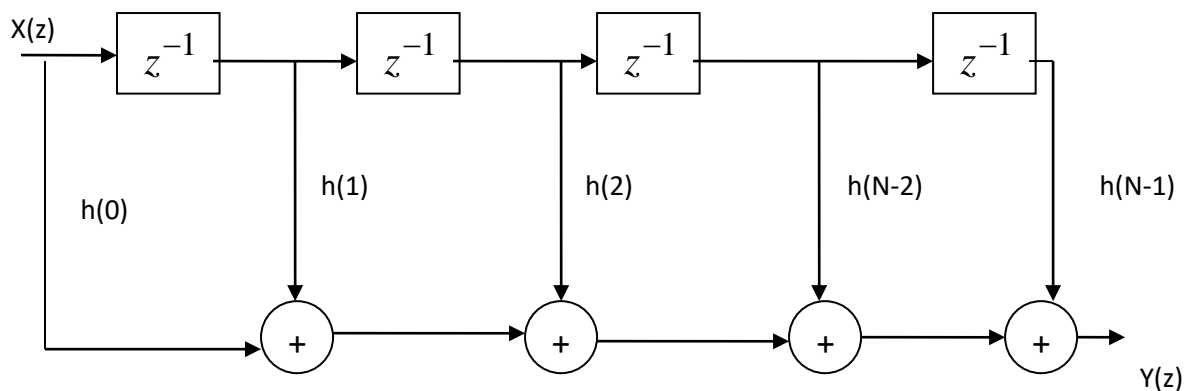 X(z)
z⁻¹ z⁻¹ z⁻¹ z⁻¹
h(0) h(1) h(2) h(N-2) h(N-1)
+ + + +
Y(z)